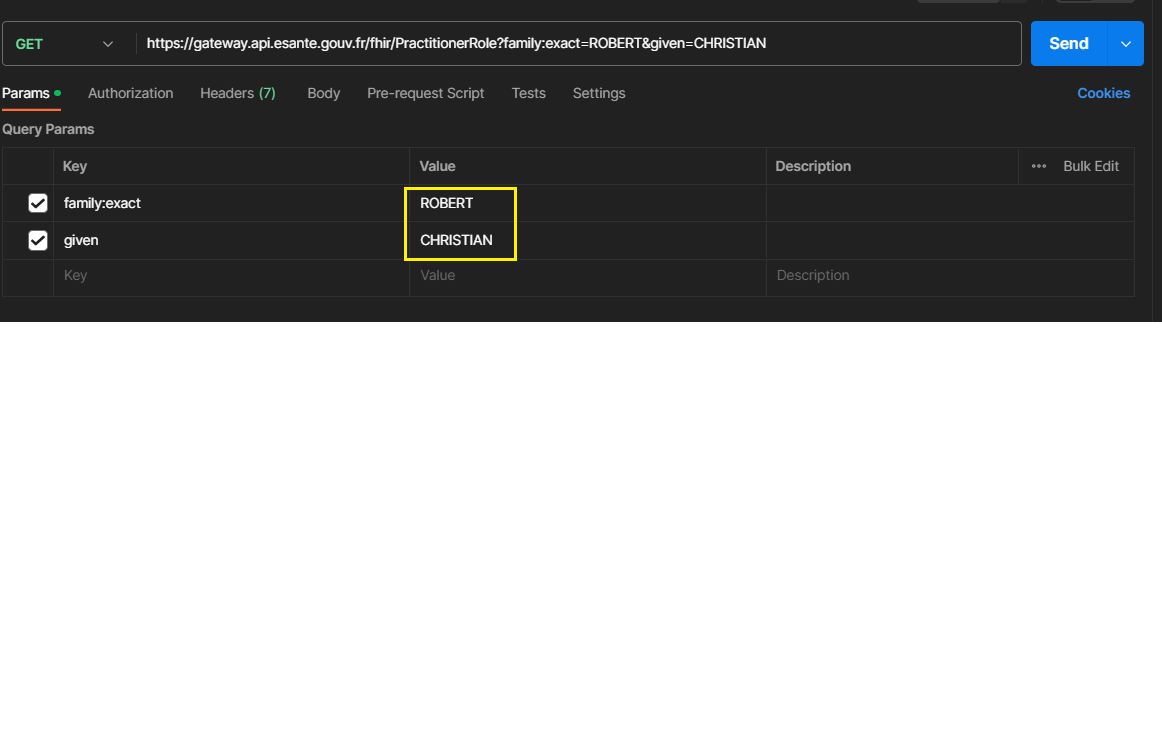 GET https://gateway.api.esante.gouv.fr/fhir/PractitionerRole?family:exact=ROBERT&given=CHRISTIAN Send
Params Authorization Headers (7) Body Pre-request Script Tests Settings Cookies
Query Params
Key Value Description Bulk Edit
family:exact ROBERT
given CHRISTIAN
Key Value Description